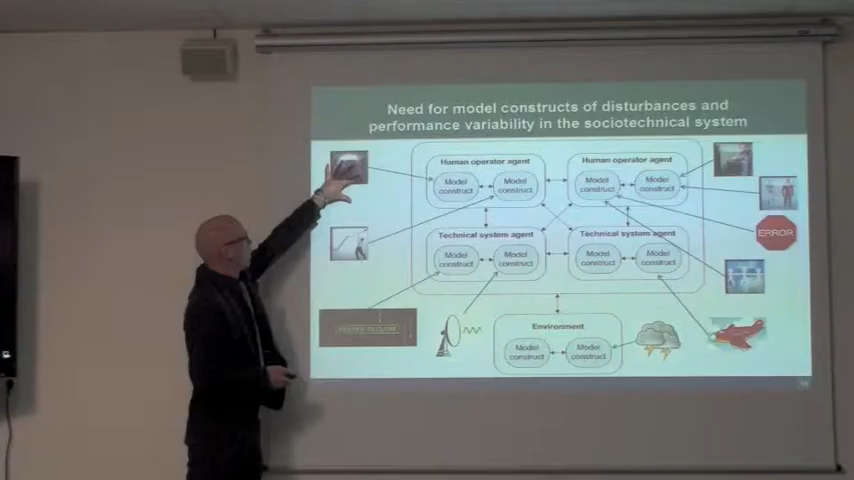 Need for model constructs of disturbances and
performance variability in the sociotechnical system
Human operator agent
Model construct
Model construct
Human operator agent
Model construct
Model construct
Technical system agent
Model construct
Model construct
Technical system agent
Model construct
Model construct
ERROR
Environment
Model construct
Model construct